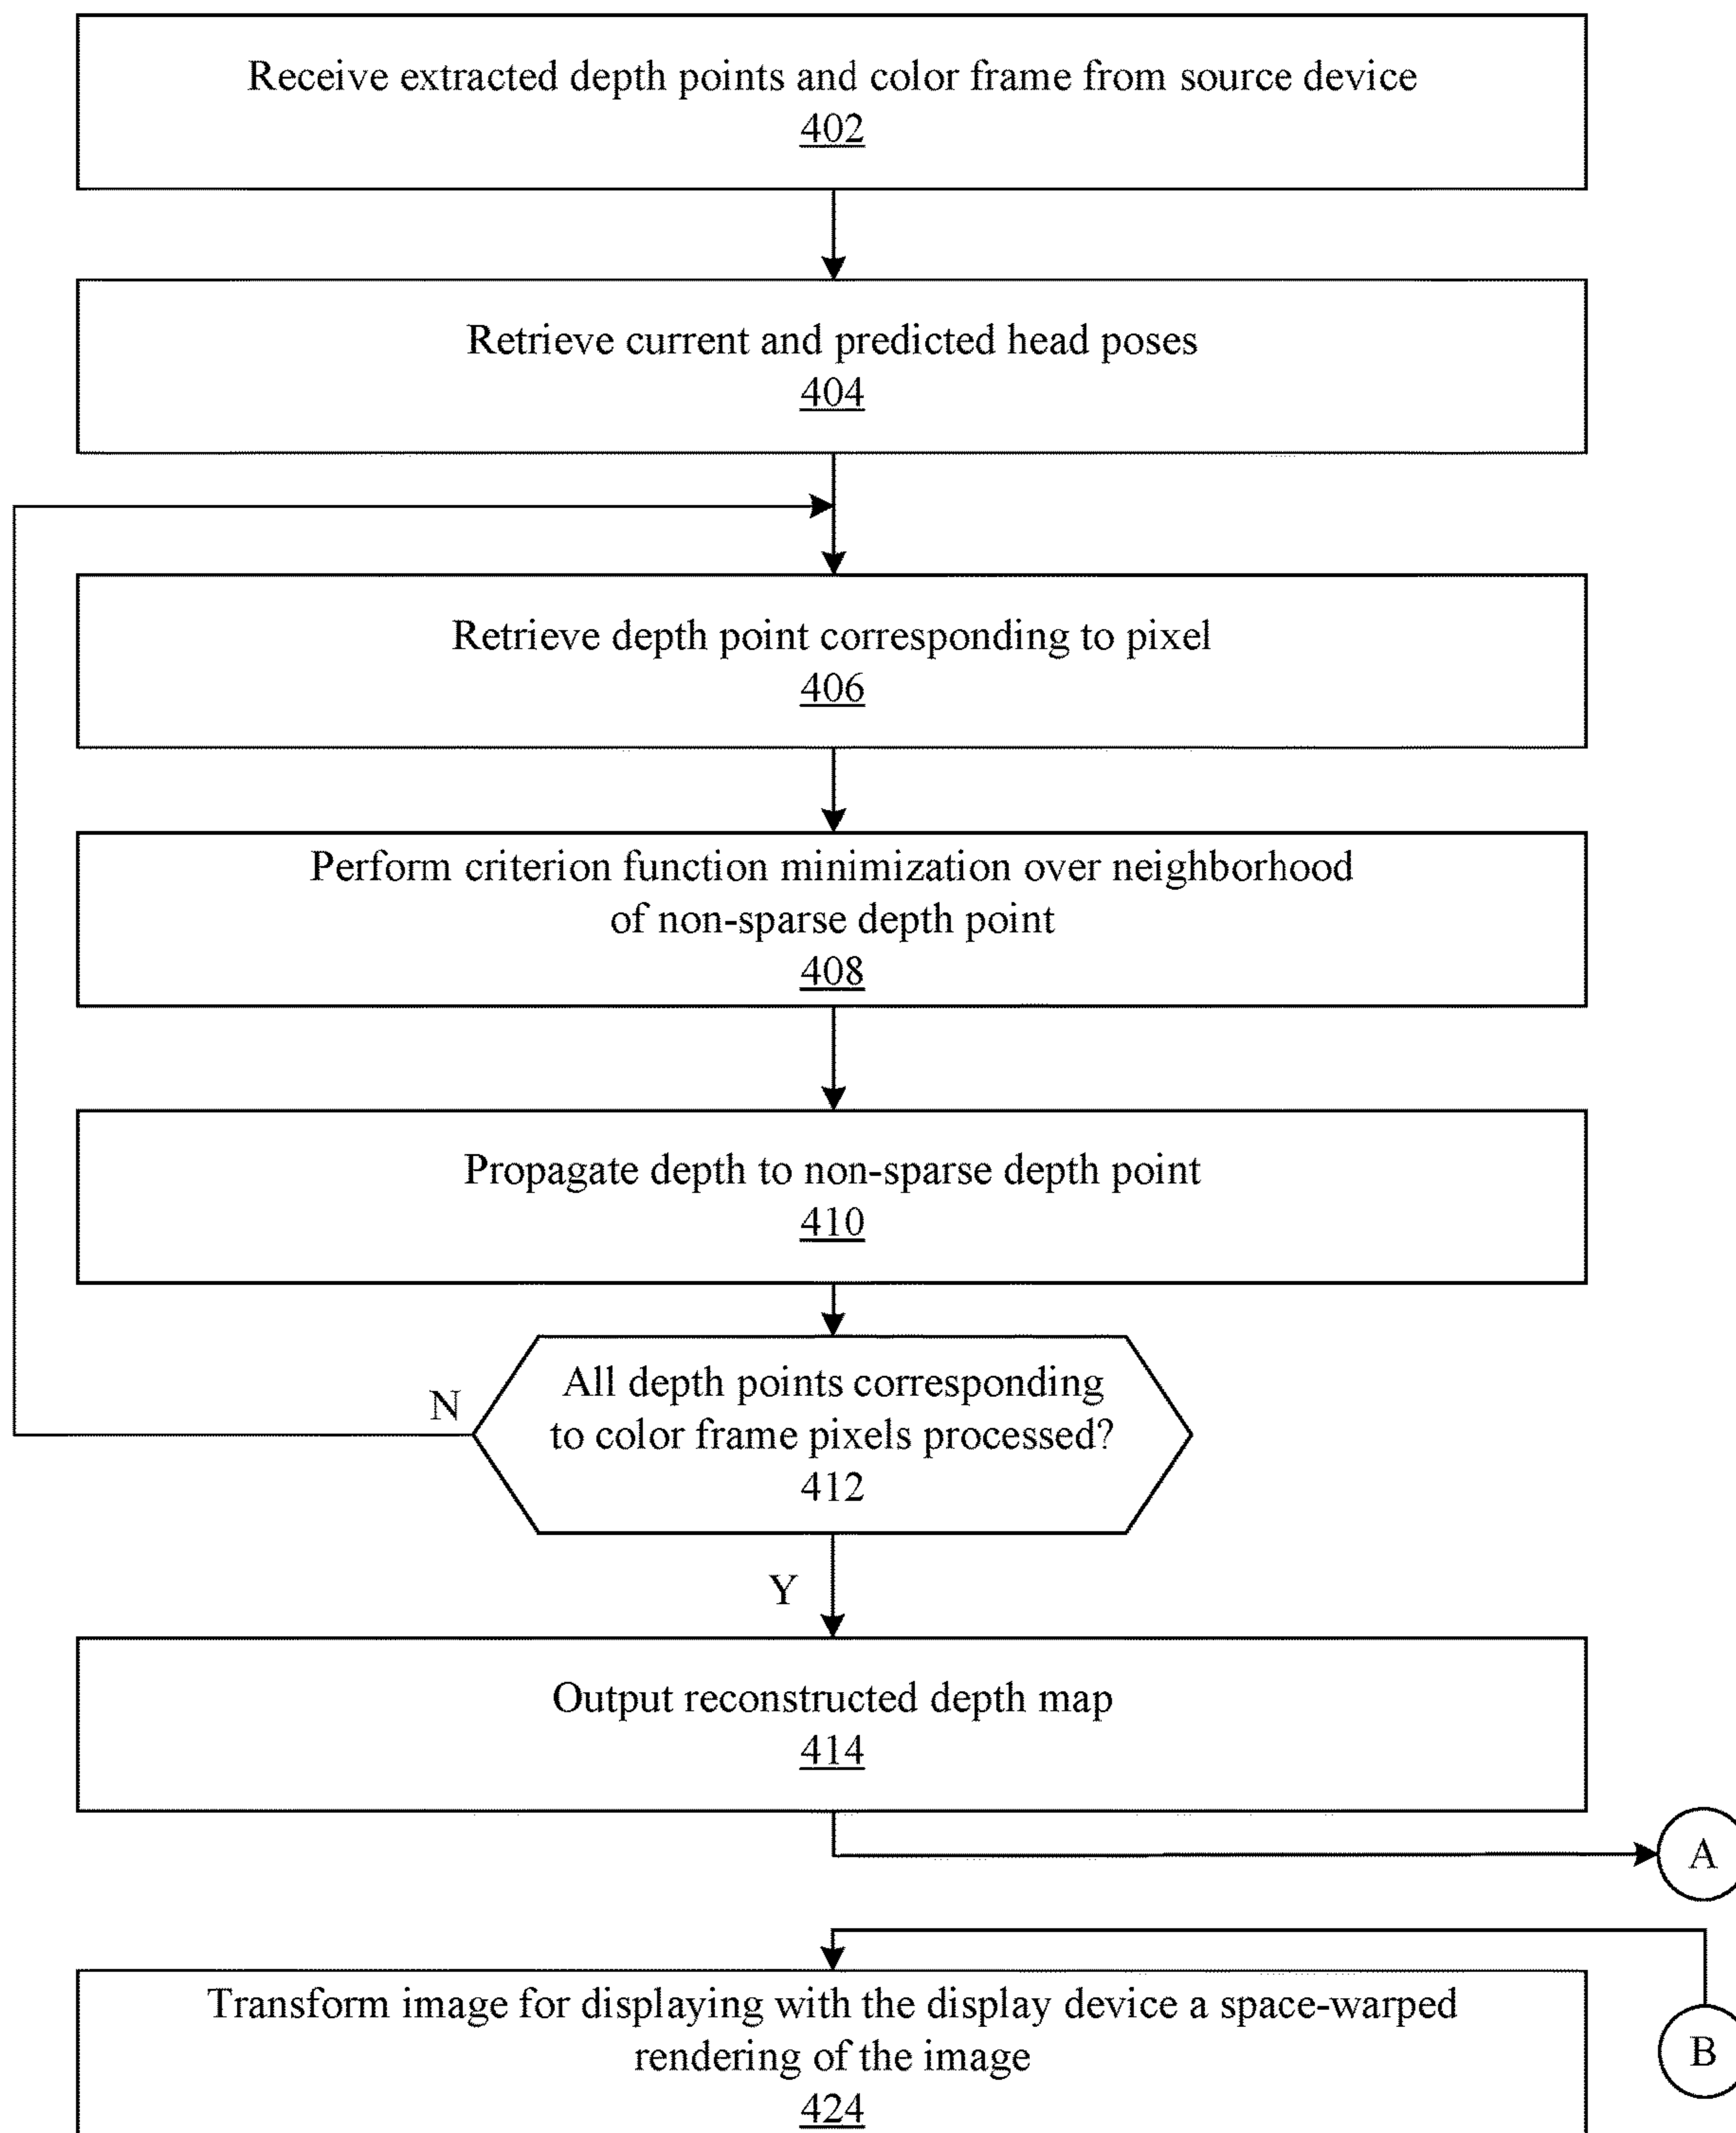 Receive extracted depth points and color frame from source device
402
Retrieve current and predicted head poses
404
Retrieve depth point corresponding to pixel
406
Perform criterion function minimization over neighborhood
of non-sparse depth point
408
Propagate depth to non-sparse depth point
410
All depth points corresponding
to color frame pixels processed?
412
N
Y
Output reconstructed depth map
414
A
Transform image for displaying with the display device a space-warped
rendering of the image
424
B